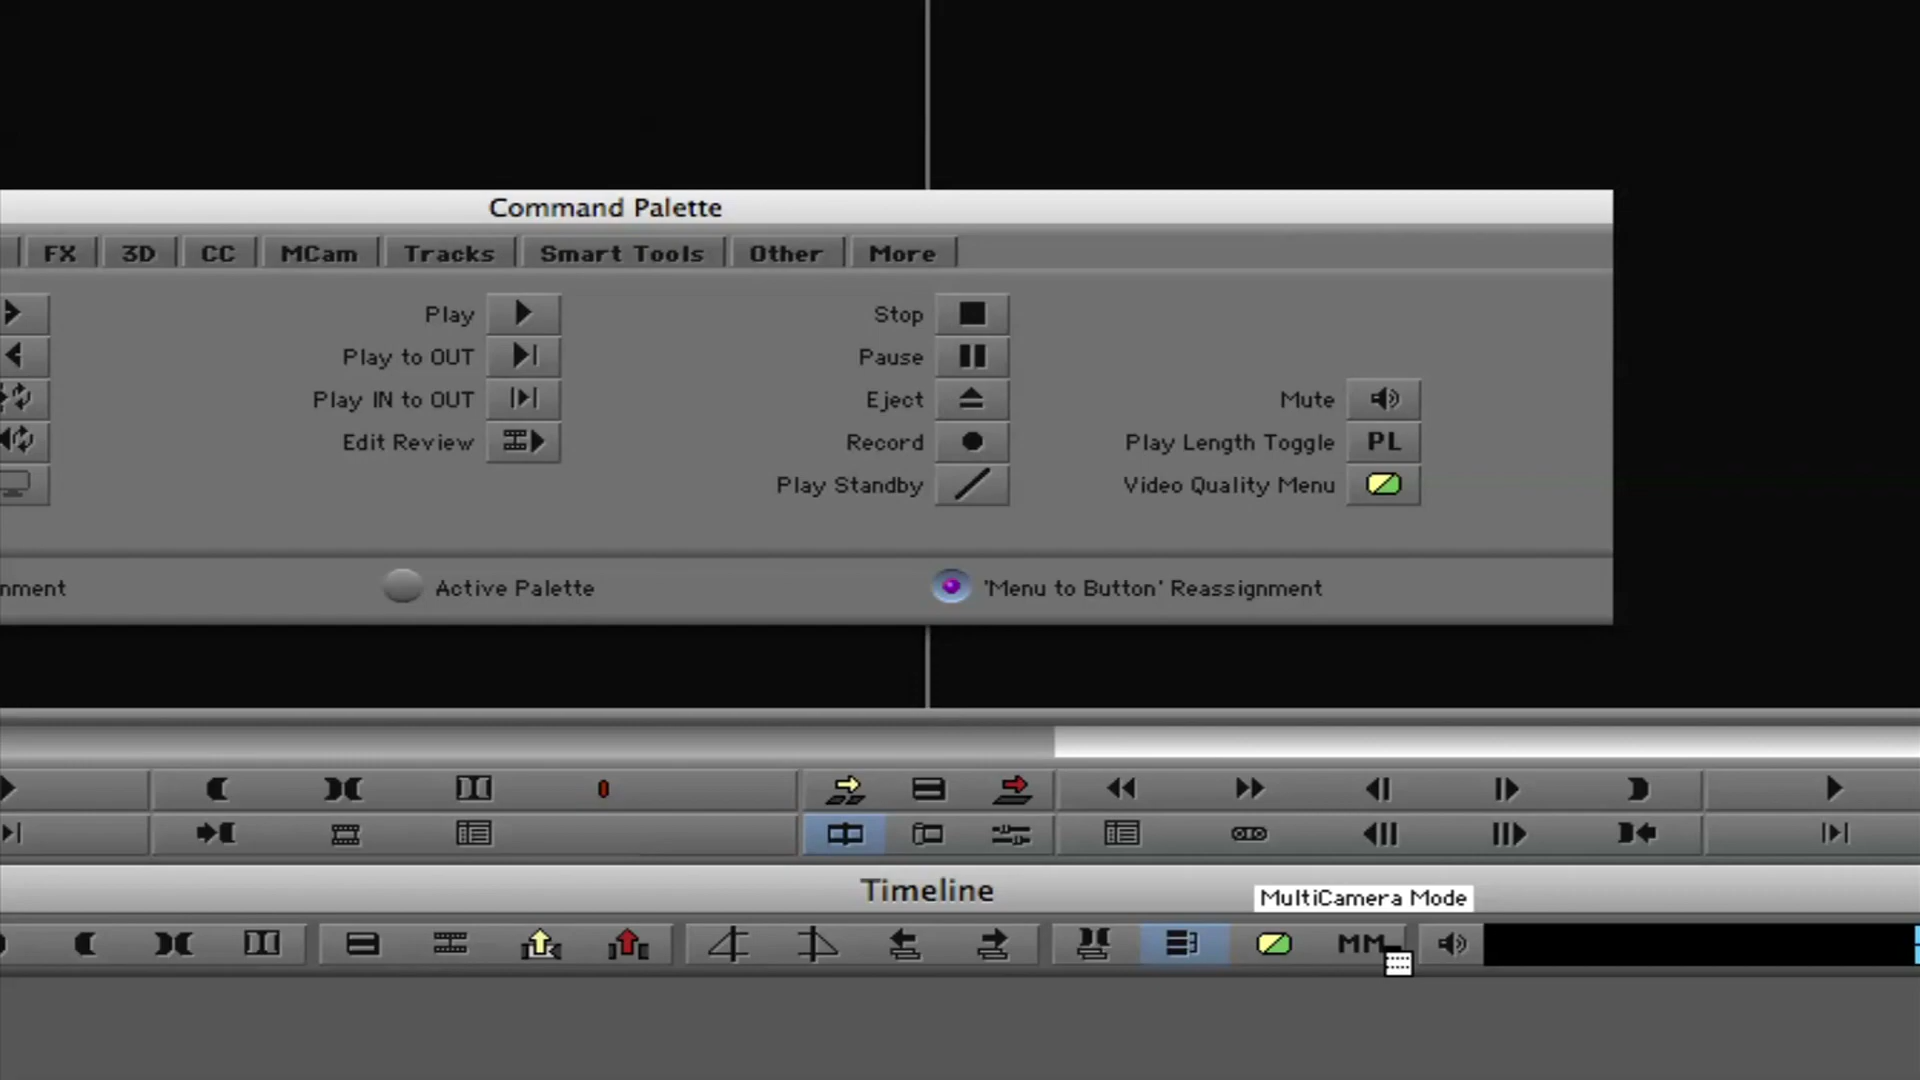 Command Palette
FX 3D CC MCam Tracks Smart Tools Other More
Play Stop
Play to OUT Pause
Play IN to OUT Eject Mute
Edit Review Record Play Length Toggle PL
Play Standby Video Quality Menu
nment Active Palette 'Menu to Button' Reassignment
Timeline
MultiCamera Mode
MM